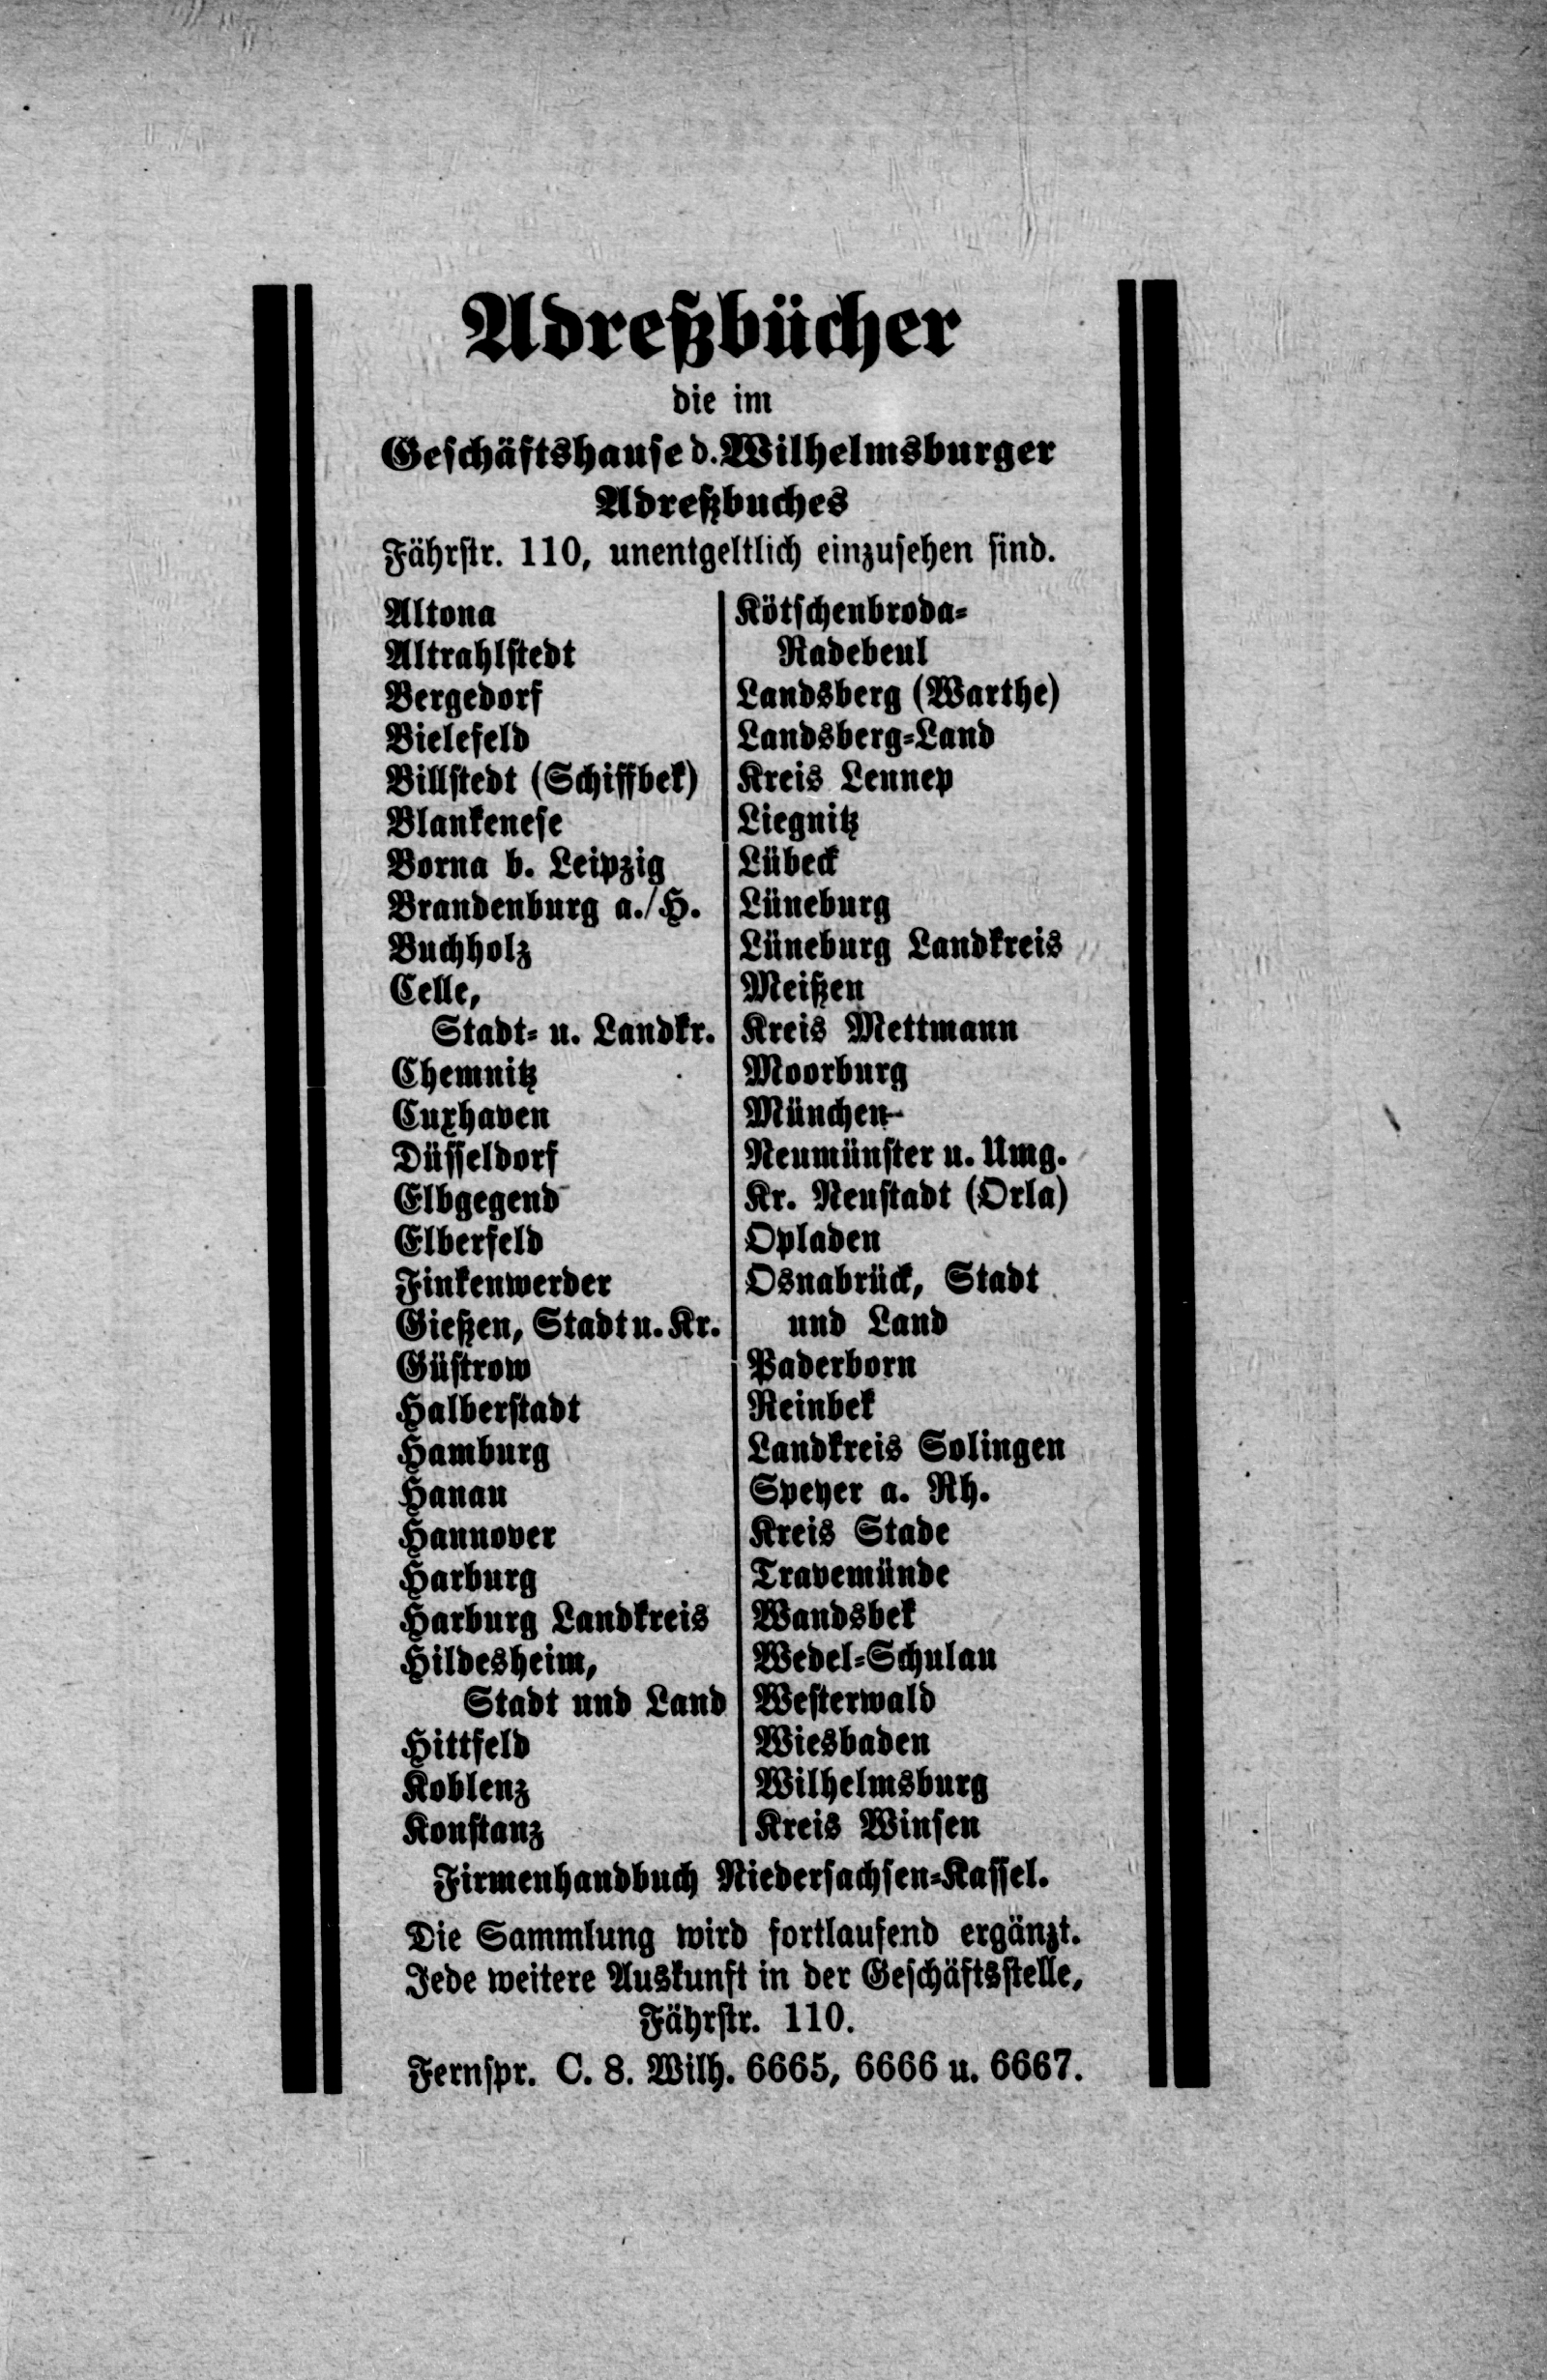 Adreßbücher
die im
Geschäftshause d. Wilhelmsburger
Adreßbuches
Fährstr. 110, unentgeltlich einzusehen sind.
Altona
Altrahlstedt
Bergedorf
Bielefeld
Billstedt (Schiffbek)
Blankenese
Borna b. Leipzig
Brandenburg a./H.
Buchholz
Celle,
Stadt- u. Landkr.
Chemnitz
Cuxhaven
Düsseldorf
Elbgegend
Elberfeld
Finkenwerder
Gießen, Stadt u. Kr.
Güstrow
Halberstadt
Hamburg
Hanau
Hannover
Harburg
Harburg Landkreis
Hildesheim,
Stadt und Land
Hittfeld
Koblenz
Konstanz
Kötschenbroda-
Radebeul
Landsberg (Warthe)
Landsberg-Land
Kreis Lennep
Liegnitz
Lübeck
Lüneburg
Lüneburg Landkreis
Meißen
Kreis Mettmann
Moorburg
München
Neumünster u. Umg.
Kr. Neustadt (Orla)
Opladen
Osnabrück, Stadt
und Land
Paderborn
Reinbek
Landkreis Solingen
Speyer a. Rh.
Kreis Stade
Travemünde
Wandsbek
Wedel-Schulau
Westerwald
Wiesbaden
Wilhelmsburg
Kreis Winsen
Firmenhandbuch Niedersachsen-Kassel.
Die Sammlung wird fortlaufend ergänzt.
Jede weitere Auskunft in der Geschäftsstelle,
Fährstr. 110.
Fernspr. C. 8. Wilh. 6665, 6666 u. 6667.